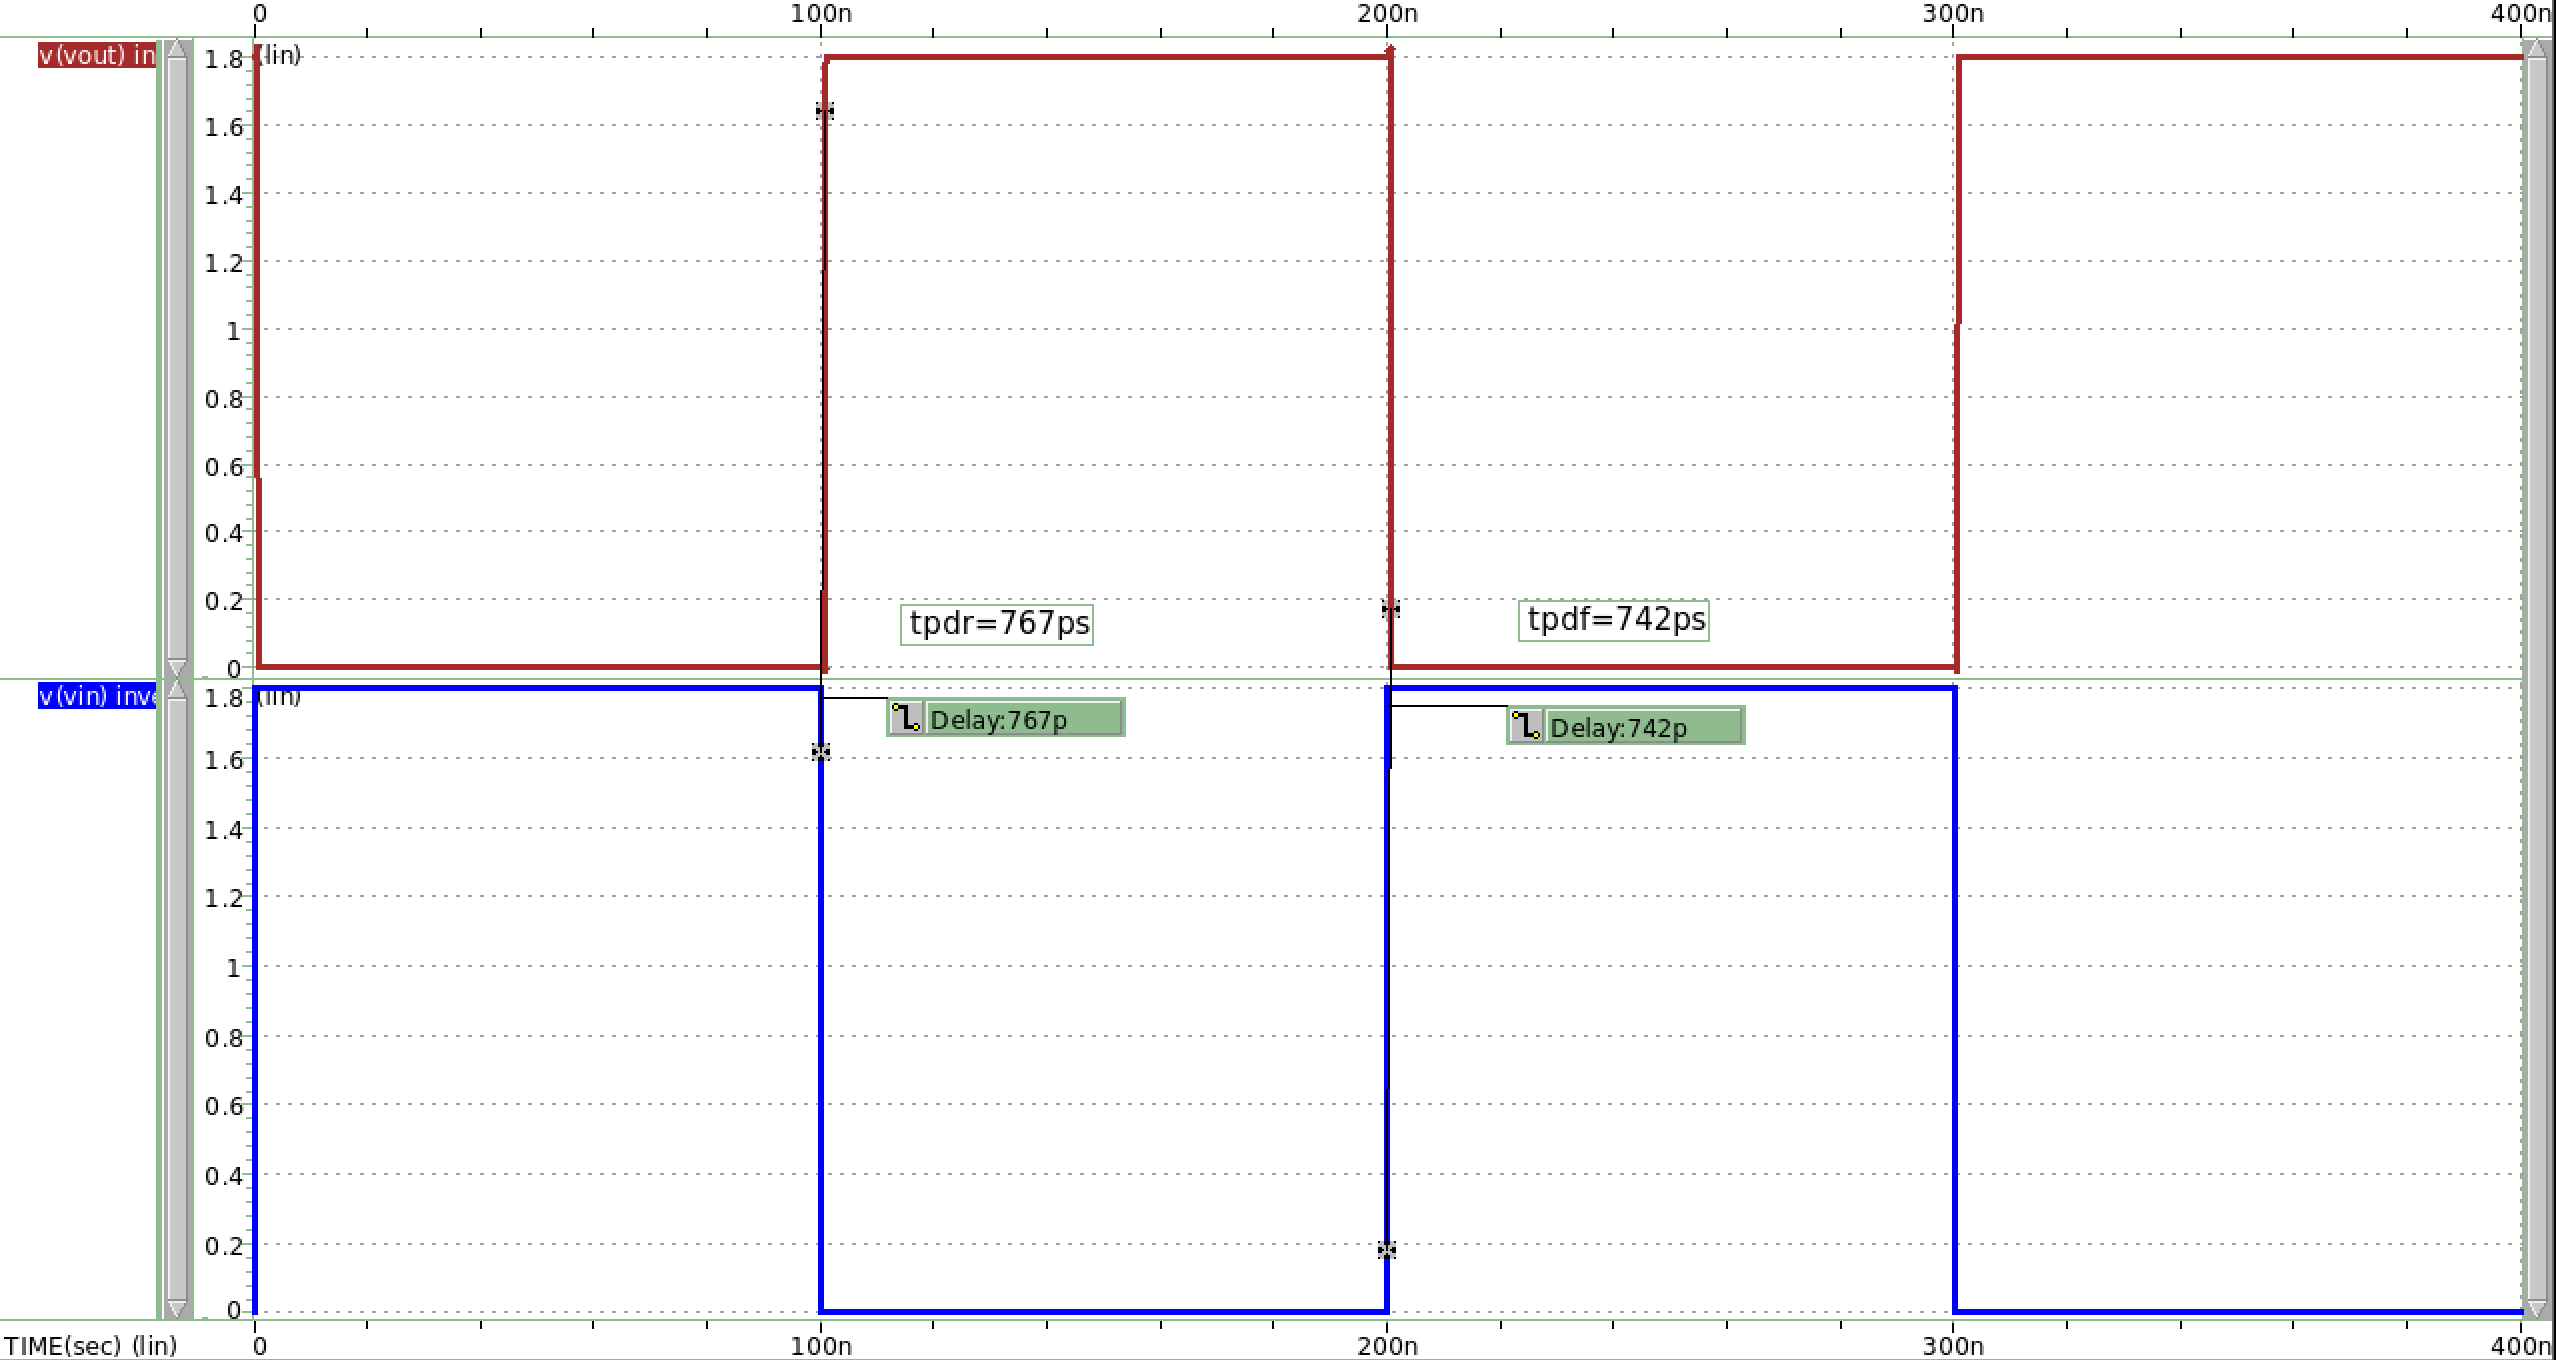 0 100n 200n 300n 400n
v(vout) in
(lin)
1.8
1.6
1.4
1.2
1
0.8
0.6
0.4
0.2
0
tpdr=767ps
tpdf=742ps
v(vin) inve
(lin)
1.8
1.6
1.4
1.2
1
0.8
0.6
0.4
0.2
0
Delay:767p
Delay:742p
TIME(sec) (lin) 0 100n 200n 300n 400n